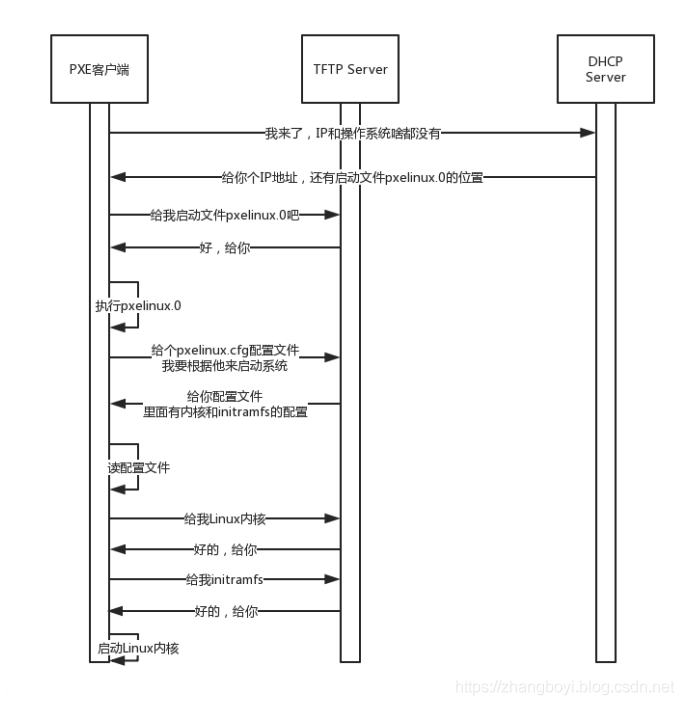 PXE客户端
TFTP Server
DHCP
Server
我来了，IP和操作系统啥都没有
给你个IP地址，还有启动文件pxelinux.0的位置
给我启动文件pxelinux.0吧
好，给你
执行pxelinux.0
给个pxelinux.cfg配置文件
我要根据他来启动系统
给你配置文件
里面有内核和initramfs的配置
读配置文件
给我Linux内核
好的，给你
给我initramfs
好的，给你
启动Linux内核
https://zhangboyi.blog.csdn.net